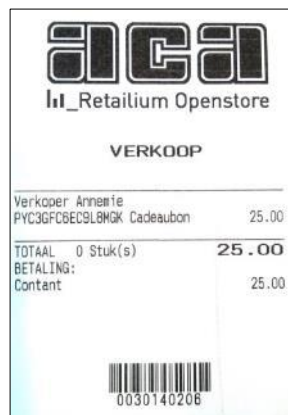 aca
_Retailium Openstore
VERKOOP
Verkoper Annemie
PYC3GFC6EC9L8MGK Cadeaubon 25.00
TOTAAL 0 Stuk(s) 25.00
BETALING:
Contant 25.00
0030140206